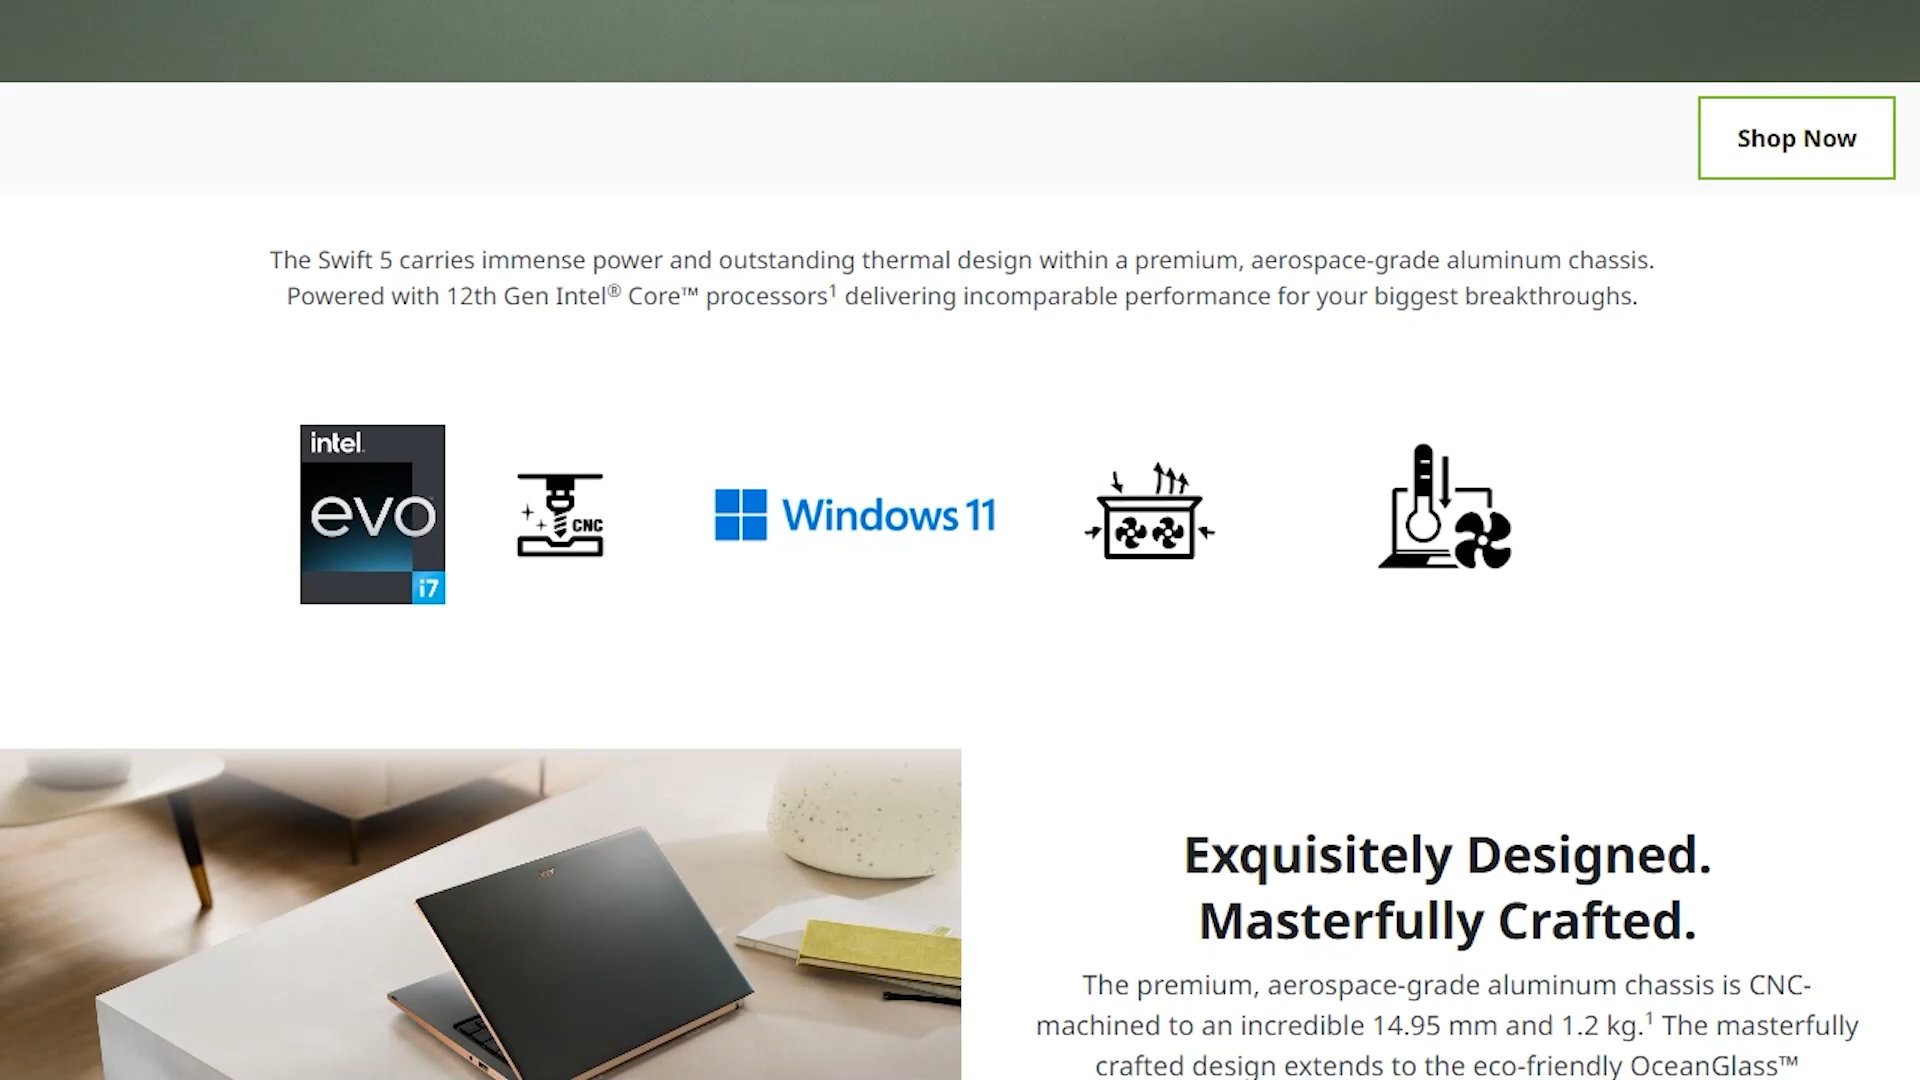 Shop Now
The Swift 5 carries immense power and outstanding thermal design within a premium, aerospace-grade aluminum chassis.
Powered with 12th Gen Intel® Core™ processors¹ delivering incomparable performance for your biggest breakthroughs.
intel.
evo
i7
CNC
Windows 11
acer
Exquisitely Designed.
Masterfully Crafted.
The premium, aerospace-grade aluminum chassis is CNC-
machined to an incredible 14.95 mm and 1.2 kg.¹ The masterfully
crafted design extends to the eco-friendly OceanGlass™